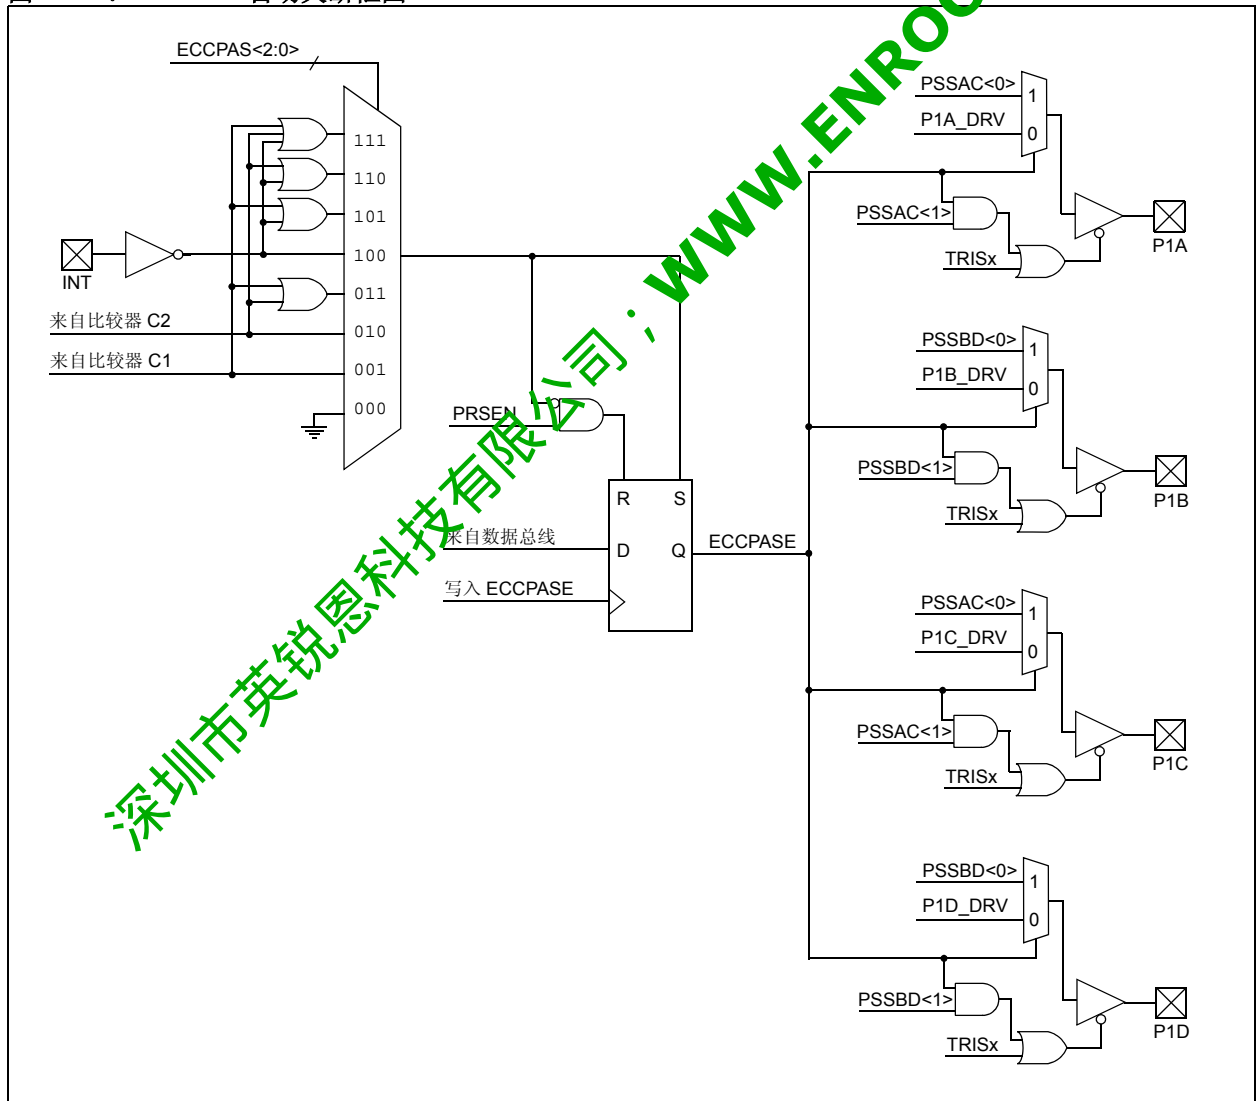 ECCPAS<2:0>
111
110
101
100
011
010
001
000
INT
来自比较器 C2
来自比较器 C1
PRSEN
R
S
D
Q
来自数据总线
写入 ECCPASE
ECCPASE
PSSAC<0>
1
P1A_DRV
0
PSSAC<1>
TRISx
P1A
PSSBD<0>
1
P1B_DRV
0
PSSBD<1>
TRISx
P1B
PSSAC<0>
1
P1C_DRV
0
PSSAC<1>
TRISx
P1C
PSSBD<0>
1
P1D_DRV
0
PSSBD<1>
TRISx
P1D
深圳市英锐恩科技有限公司；WWW.ENRO